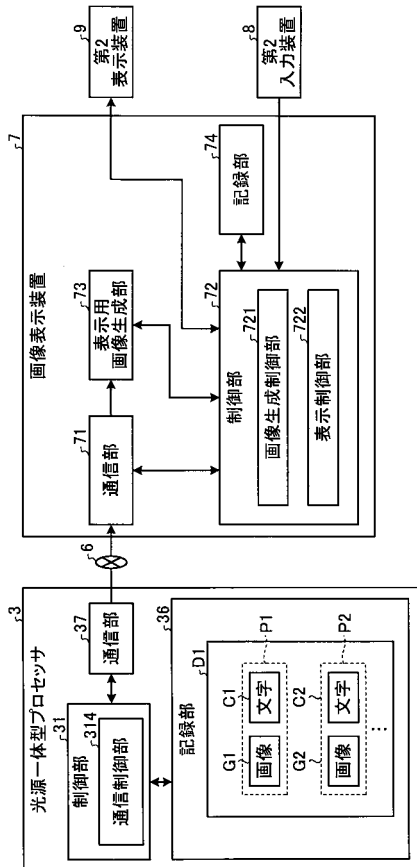 3
光源一体型プロセッサ
31
制御部
314
通信制御部
37
通信部
36
記録部
D1
G1
画像
C1
文字
P1
G2
画像
C2
文字
P2
⋮
6
7
画像表示装置
71
通信部
73
表示用
画像生成部
72
制御部
721
画像生成制御部
722
表示制御部
74
記録部
9
第2
表示装置
8
第2
入力装置